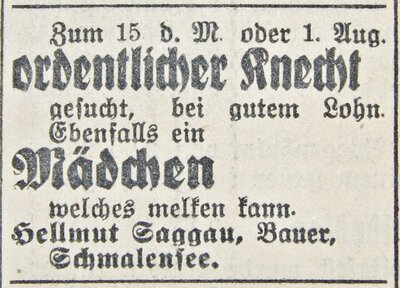 Zum 15 d. M. oder 1. Aug.
ordentlicher Knecht
gesucht, bei gutem Lohn.
Ebenfalls ein
Mädchen
welches melken kann.
Hellmut Saggau, Bauer,
Schmalensee.